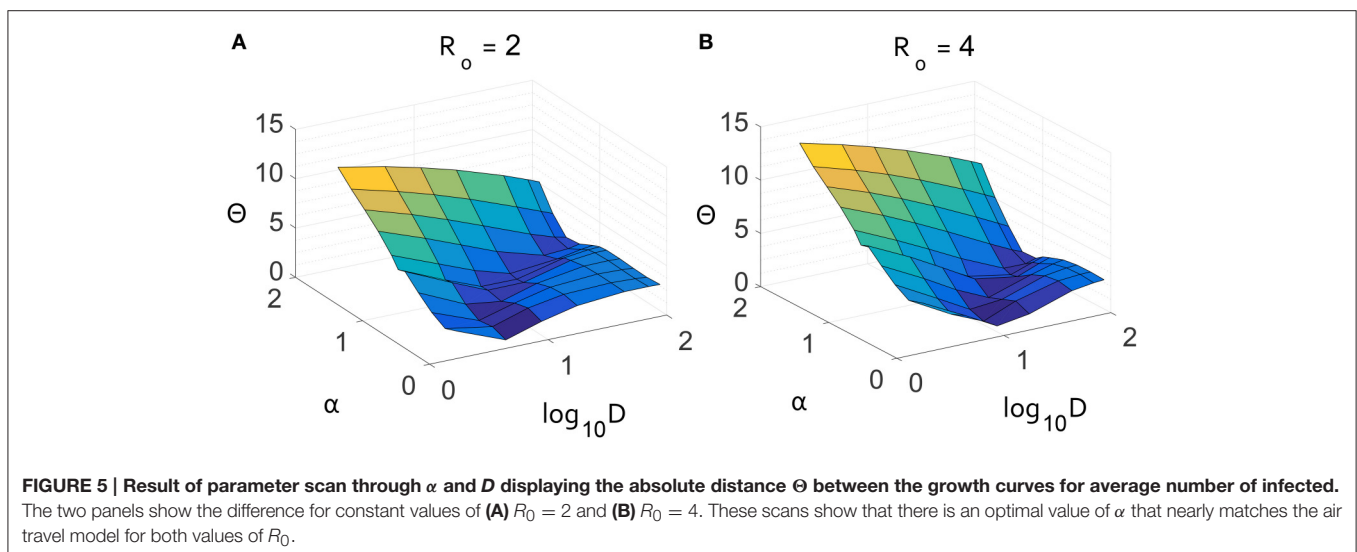 A
R₀ = 2
15
10
5
0
Θ
2
1
0
α
0
1
2
log₁₀D
B
R₀ = 4
15
10
5
0
Θ
2
1
0
α
0
1
2
log₁₀D
FIGURE 5 | Result of parameter scan through α and D displaying the absolute distance Θ between the growth curves for average number of infected.
The two panels show the difference for constant values of (A) R₀ = 2 and (B) R₀ = 4. These scans show that there is an optimal value of α that nearly matches the air
travel model for both values of R₀.